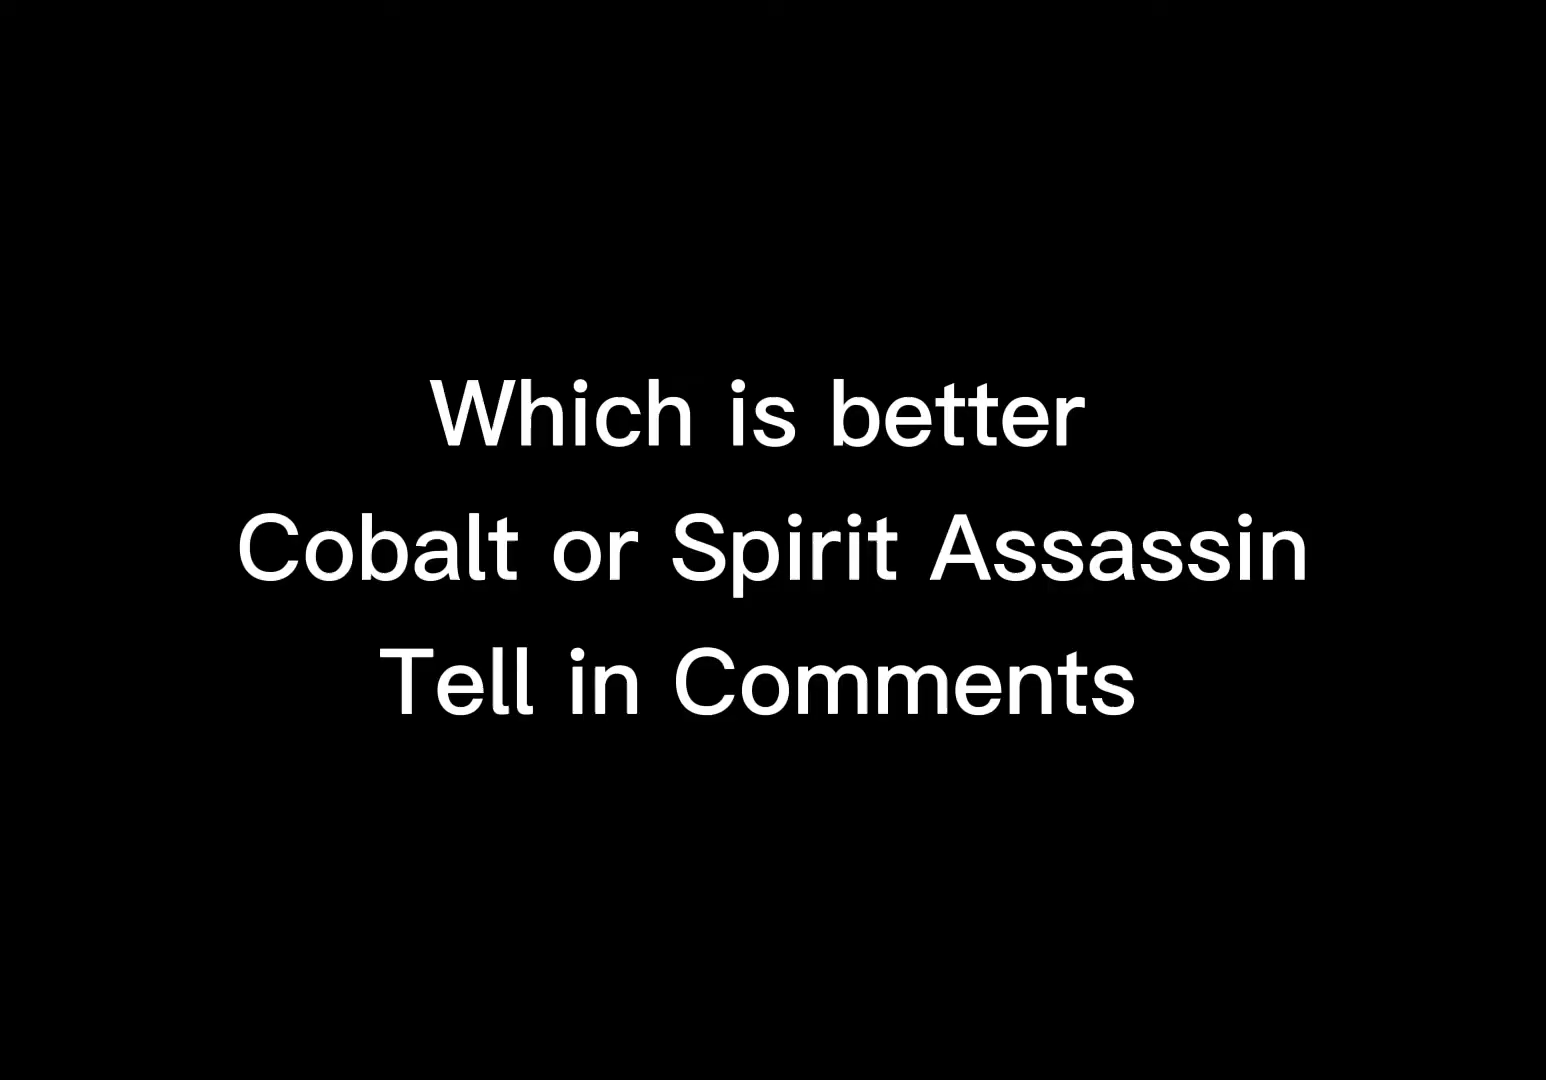 Which is better
Cobalt or Spirit Assassin
Tell in Comments